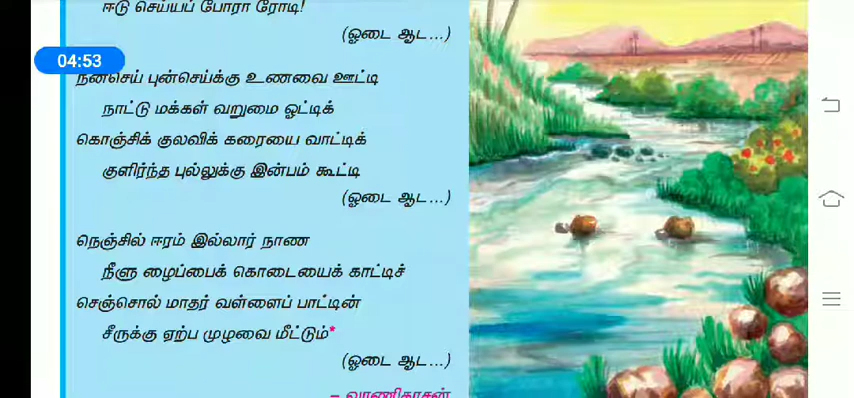 ஈடு செய்யப் போரா ரோடி!
(ஓடை ஆட...)
04:53
நன்செய் புன்செய்க்கு உணவை ஊட்டி
நாட்டு மக்கள் வறுமை ஓட்டிக்
கொஞ்சிக் குலவிக் கரையை வாட்டிக்
குளிர்ந்த புல்லுக்கு இன்பம் கூட்டி
(ஓடை ஆட...)
நெஞ்சில் ஈரம் இல்லார் நாண
நீளு ழைப்பைக் கொடையைக் காட்டிச்
செஞ்சொல் மாதர் வள்ளைப் பாட்டின்
சீருக்கு ஏற்ப முழவை மீட்டும்*
(ஓடை ஆட...)
– வாணிதாசன்